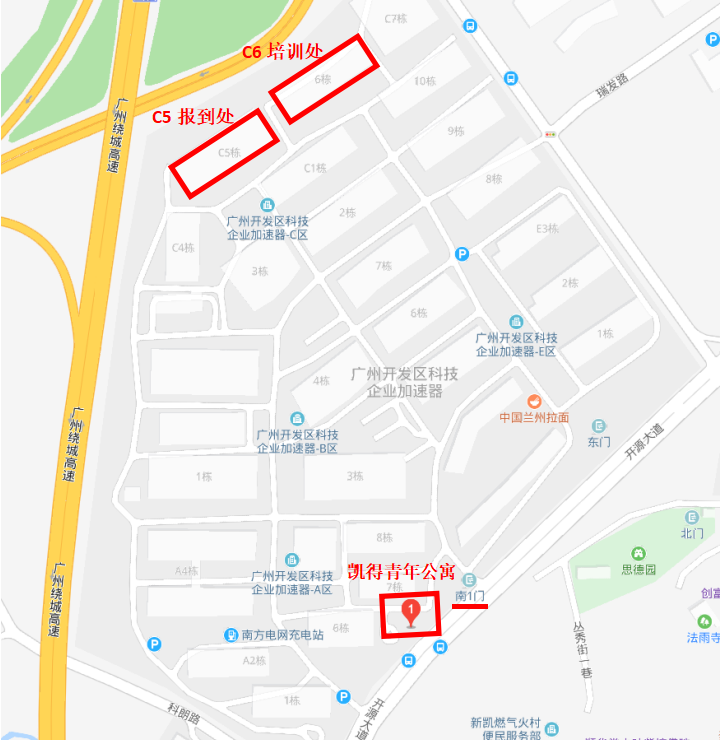 C7栋
C6 培训处
6栋
10栋
瑞发路
广州绕城高速
C5 报到处
9栋
C5栋
C1栋
8栋
广州开发区科技
企业加速器-C区
2栋
E3栋
C4栋
3栋
7栋
2栋
6栋
广州开发区科技
企业加速器-E区
1栋
4栋
广州开发区科技
企业加速器
中国兰州拉面
广州绕城高速
广州开发区科技
企业加速器-B区
东门
开源大道
1栋
3栋
北门
8栋
思德园
凯得青年公寓
A4栋
广州开发区科技
企业加速器-A区
7栋
南1门
广州绕城高速
创富
1
6栋
南方电网充电站
法雨寺
丛秀街一巷
A2栋
1栋
科朗路
开源大道
新凯燃气火村
便民服务部